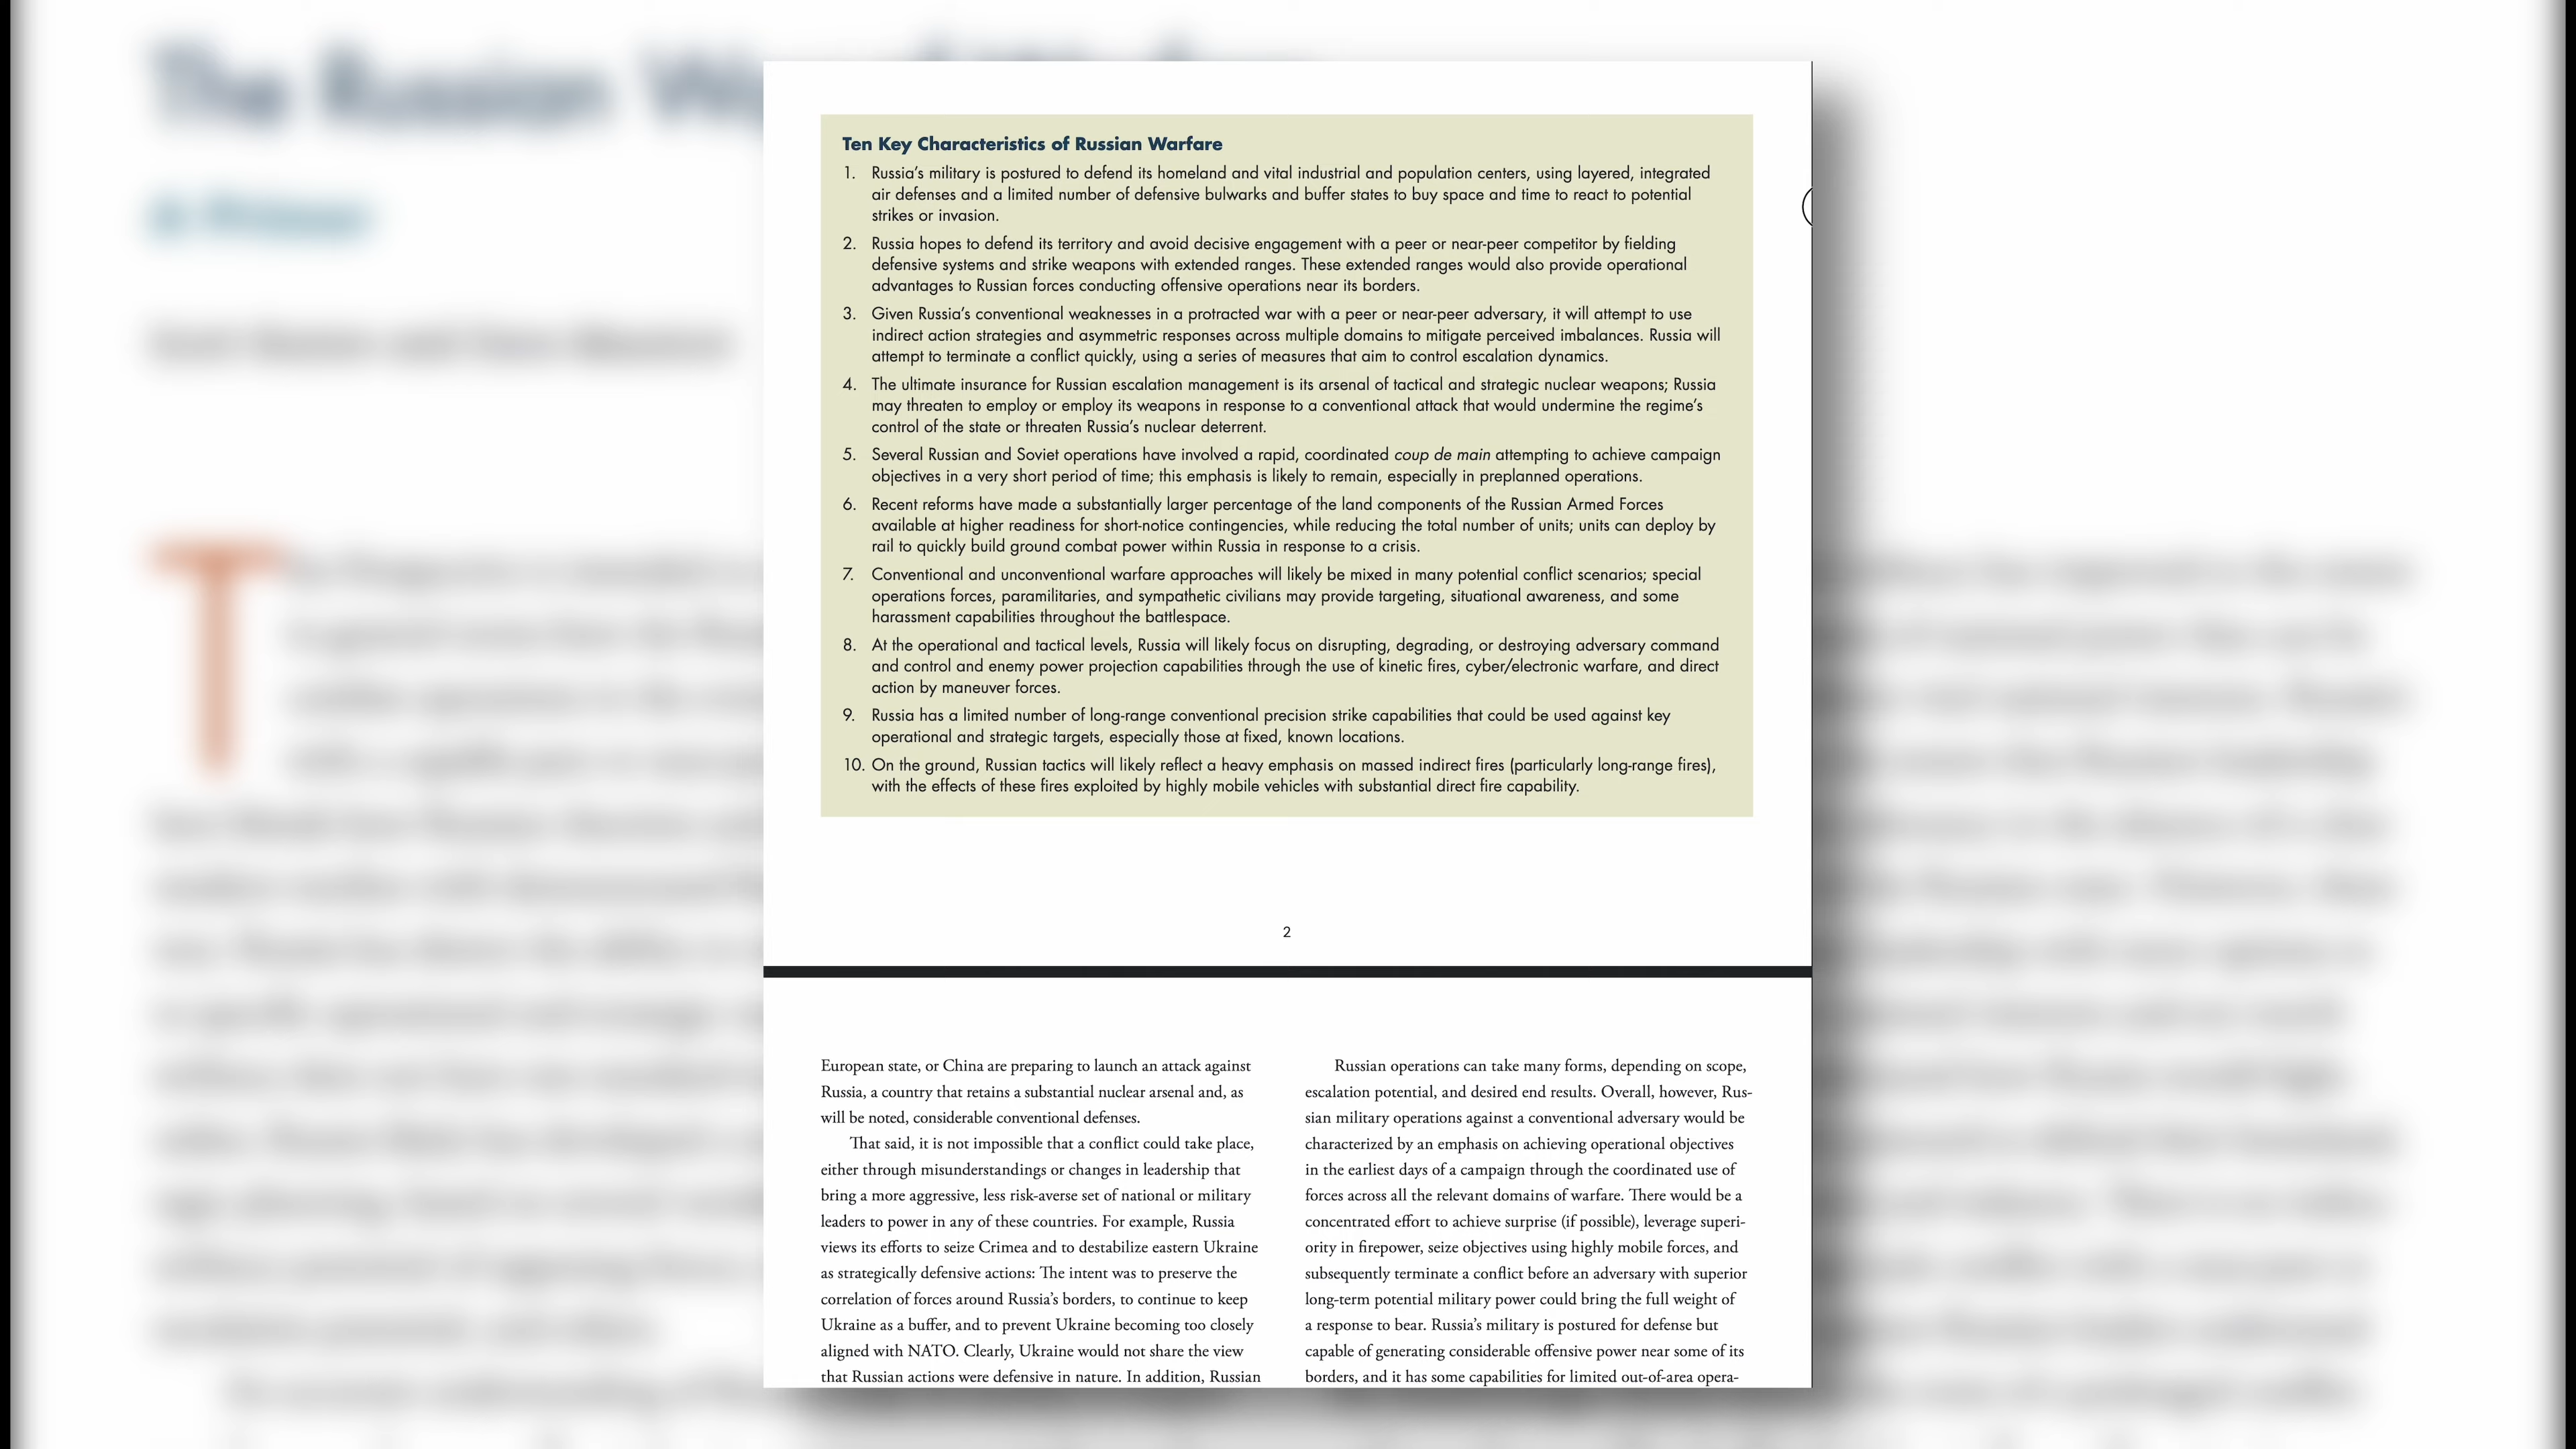 The Russian
A Primer
Ten Key Characteristics of Russian Warfare
1. Russia's military is postured to defend its homeland and vital industrial and population centers, using layered, integrated
air defenses and a limited number of defensive bulwarks and buffer states to buy space and time to react to potential
strikes or invasion.
2. Russia hopes to defend its territory and avoid decisive engagement with a peer or near-peer competitor by fielding
defensive systems and strike weapons with extended ranges. These extended ranges would also provide operational
advantages to Russian forces conducting offensive operations near its borders.
3. Given Russia's conventional weaknesses in a protracted war with a peer or near-peer adversary, it will attempt to use
indirect action strategies and asymmetric responses across multiple domains to mitigate perceived imbalances. Russia will
attempt to terminate a conflict quickly, using a series of measures that aim to control escalation dynamics.
4. The ultimate insurance for Russian escalation management is its arsenal of tactical and strategic nuclear weapons; Russia
may threaten to employ or employ its weapons in response to a conventional attack that would undermine the regime's
control of the state or threaten Russia's nuclear deterrent.
5. Several Russian and Soviet operations have involved a rapid, coordinated coup de main attempting to achieve campaign
objectives in a very short period of time; this emphasis is likely to remain, especially in preplanned operations.
6. Recent reforms have made a substantially larger percentage of the land components of the Russian Armed Forces
available at higher readiness for short-notice contingencies, while reducing the total number of units; units can deploy by
rail to quickly build ground combat power within Russia in response to a crisis.
7. Conventional and unconventional warfare approaches will likely be mixed in many potential conflict scenarios; special
operations forces, paramilitaries, and sympathetic civilians may provide targeting, situational awareness, and some
harassment capabilities throughout the battlespace.
8. At the operational and tactical levels, Russia will likely focus on disrupting, degrading, or destroying adversary command
and control and enemy power projection capabilities through the use of kinetic fires, cyber/electronic warfare, and direct
action by maneuver forces.
9. Russia has a limited number of long-range conventional precision strike capabilities that could be used against key
operational and strategic targets, especially those at fixed, known locations.
10. On the ground, Russian tactics will likely reflect a heavy emphasis on massed indirect fires (particularly long-range fires),
with the effects of these fires exploited by highly mobile vehicles with substantial direct fire capability.
2
European state, or China are preparing to launch an attack against
Russia, a country that retains a substantial nuclear arsenal and, as
will be noted, considerable conventional defenses.
That said, it is not impossible that a conflict could take place,
either through misunderstandings or changes in leadership that
bring a more aggressive, less risk-averse set of national or military
leaders to power in any of these countries. For example, Russia
views its efforts to seize Crimea and to destabilize eastern Ukraine
as strategically defensive actions: The intent was to preserve the
correlation of forces around Russia's borders, to continue to keep
Ukraine as a buffer, and to prevent Ukraine becoming too closely
aligned with NATO. Clearly, Ukraine would not share the view
that Russian actions were defensive in nature. In addition, Russian
Russian operations can take many forms, depending on scope,
escalation potential, and desired end results. Overall, however, Rus-
sian military operations against a conventional adversary would be
characterized by an emphasis on achieving operational objectives
in the earliest days of a campaign through the coordinated use of
forces across all the relevant domains of warfare. There would be a
concentrated effort to achieve surprise (if possible), leverage superi-
ority in firepower, seize objectives using highly mobile forces, and
subsequently terminate a conflict before an adversary with superior
long-term potential military power could bring the full weight of
a response to bear. Russia's military is postured for defense but
capable of generating considerable offensive power near some of its
borders, and it has some capabilities for limited out-of-area opera-